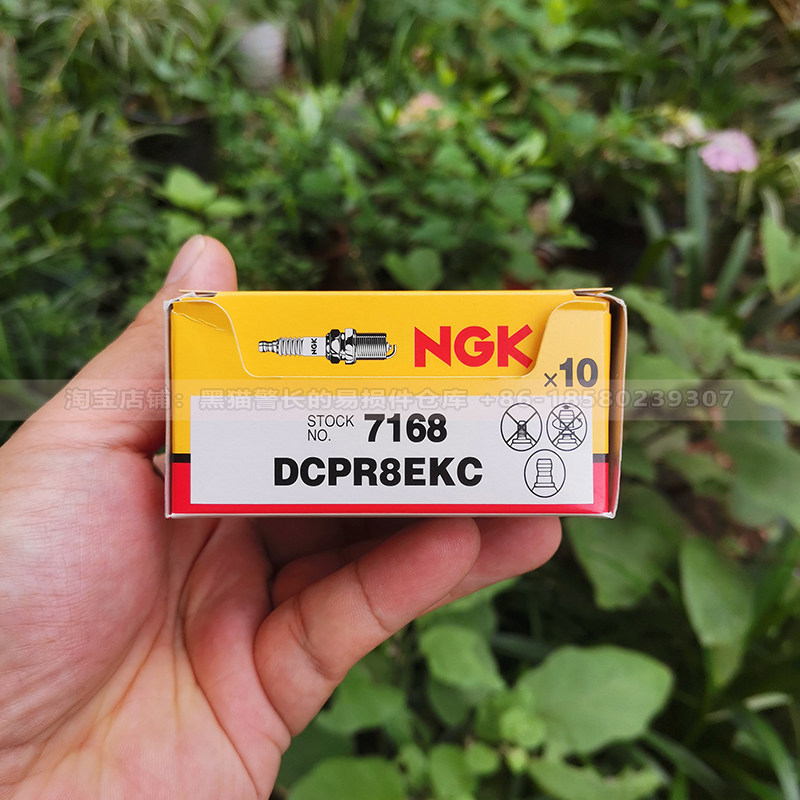 NGK
NGK
×10
淘宝店铺：黑猫警长的易损件仓库 +86-18580239307
STOCK NO. 7168
DCPR8EKC